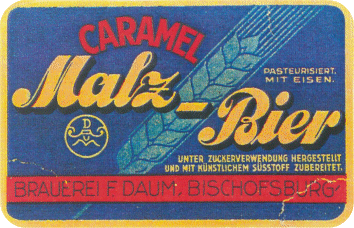 CARAMEL
Malz-Bier
PASTEURISIERT.
MIT EISEN.
UNTER ZUCKERVERWENDUNG HERGESTELLT
UND MIT KÜNSTLICHEM SÜSSTOFF ZUBEREITET.
BRAUEREI F. DAUM. BISCHOFSBURG